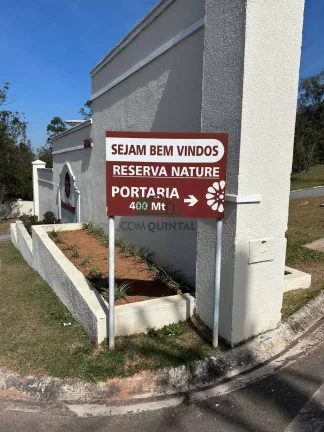 SEJAM BEM VINDOS
RESERVA NATURE
PORTARIA
400 Mt
COM QUINTAL